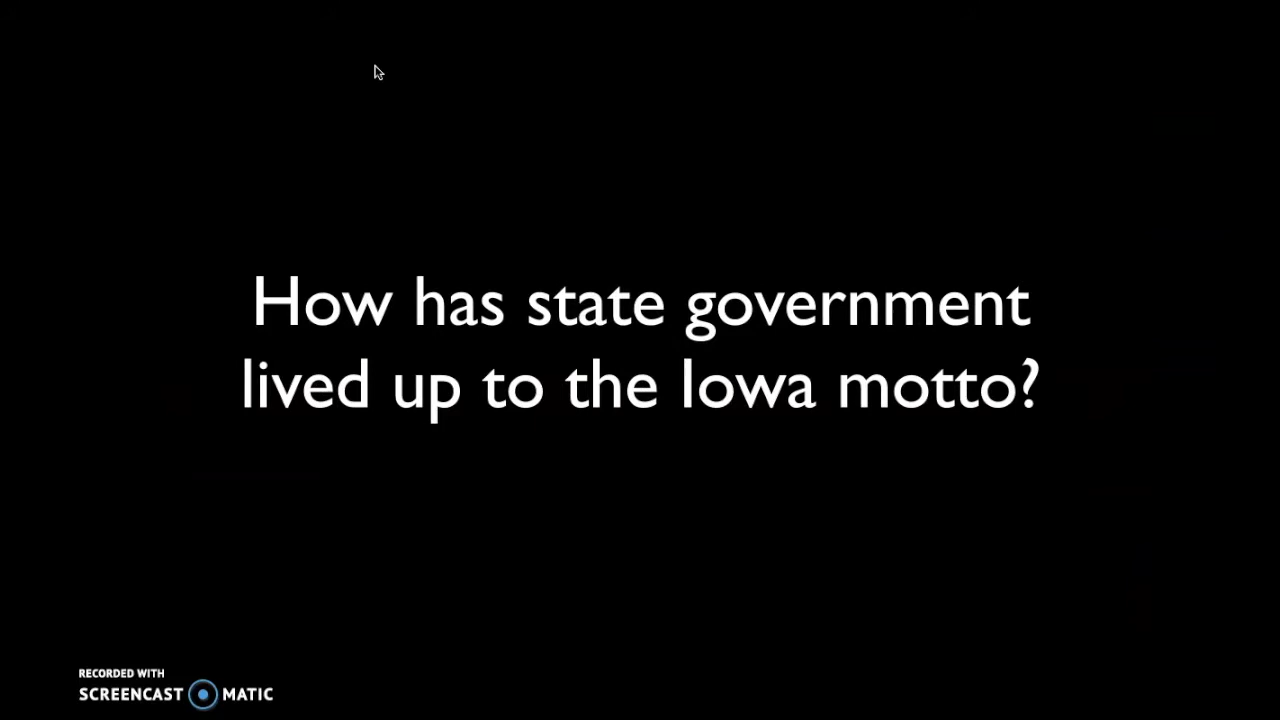 How has state government
lived up to the Iowa motto?
RECORDED WITH
SCREENCAST MATIC